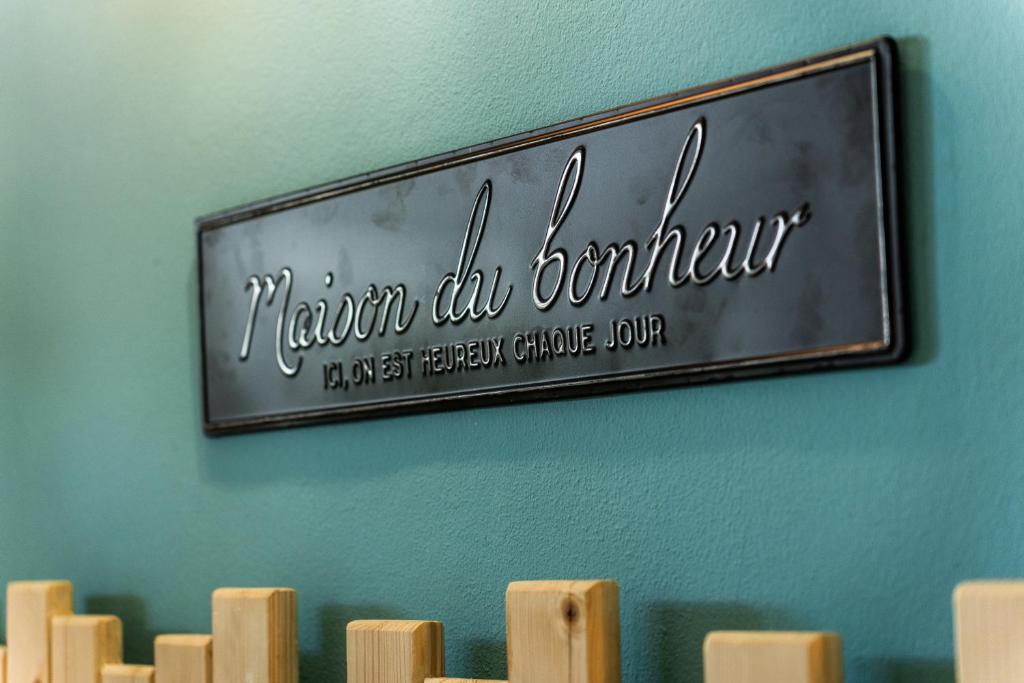 Maison du bonheur
ICI, ON EST HEUREUX CHAQUE JOUR